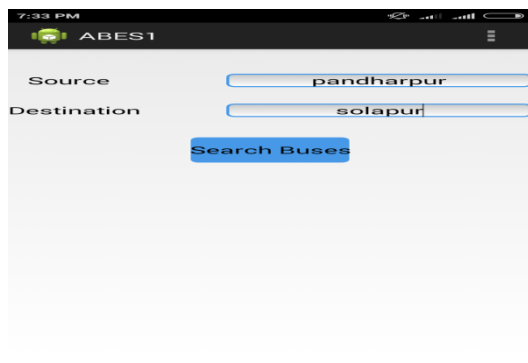 7:33 PM
ABES1
Source pandharpur
Destination solapur
Search Buses